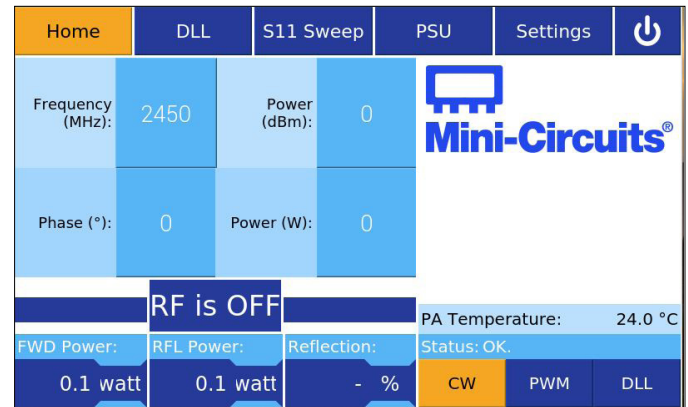 Home DLL S11 Sweep PSU Settings
Frequency (MHz): 2450 Power (dBm): 0
Mini-Circuits®
Phase (°): 0 Power (W): 0
RF is OFF
PA Temperature: 24.0 °C
FWD Power: RFL Power: Reflection: Status: OK.
0.1 watt 0.1 watt - % CW PWM DLL